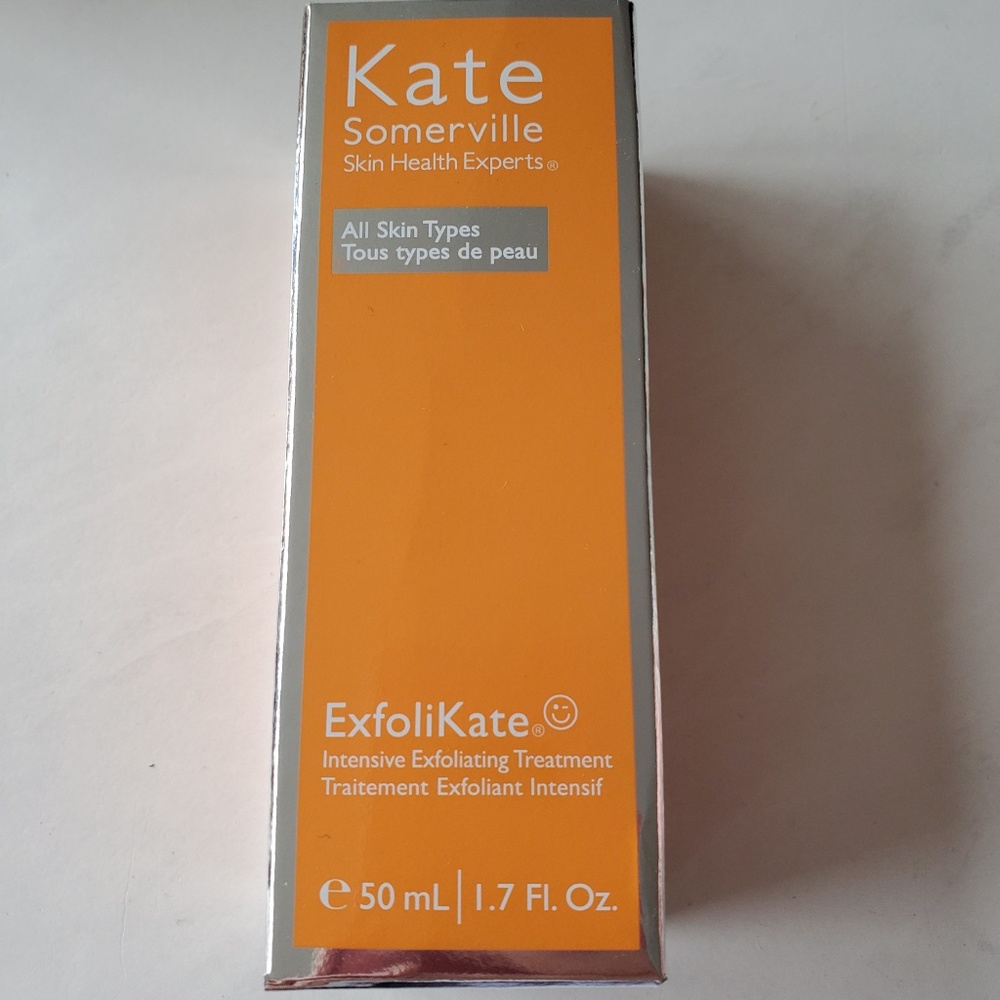 Kate
Somerville
Skin Health Experts®
All Skin Types
Tous types de peau
ExfoliKate®
Intensive Exfoliating Treatment
Traitement Exfoliant Intensif
℮ 50 mL | 1.7 Fl. Oz.